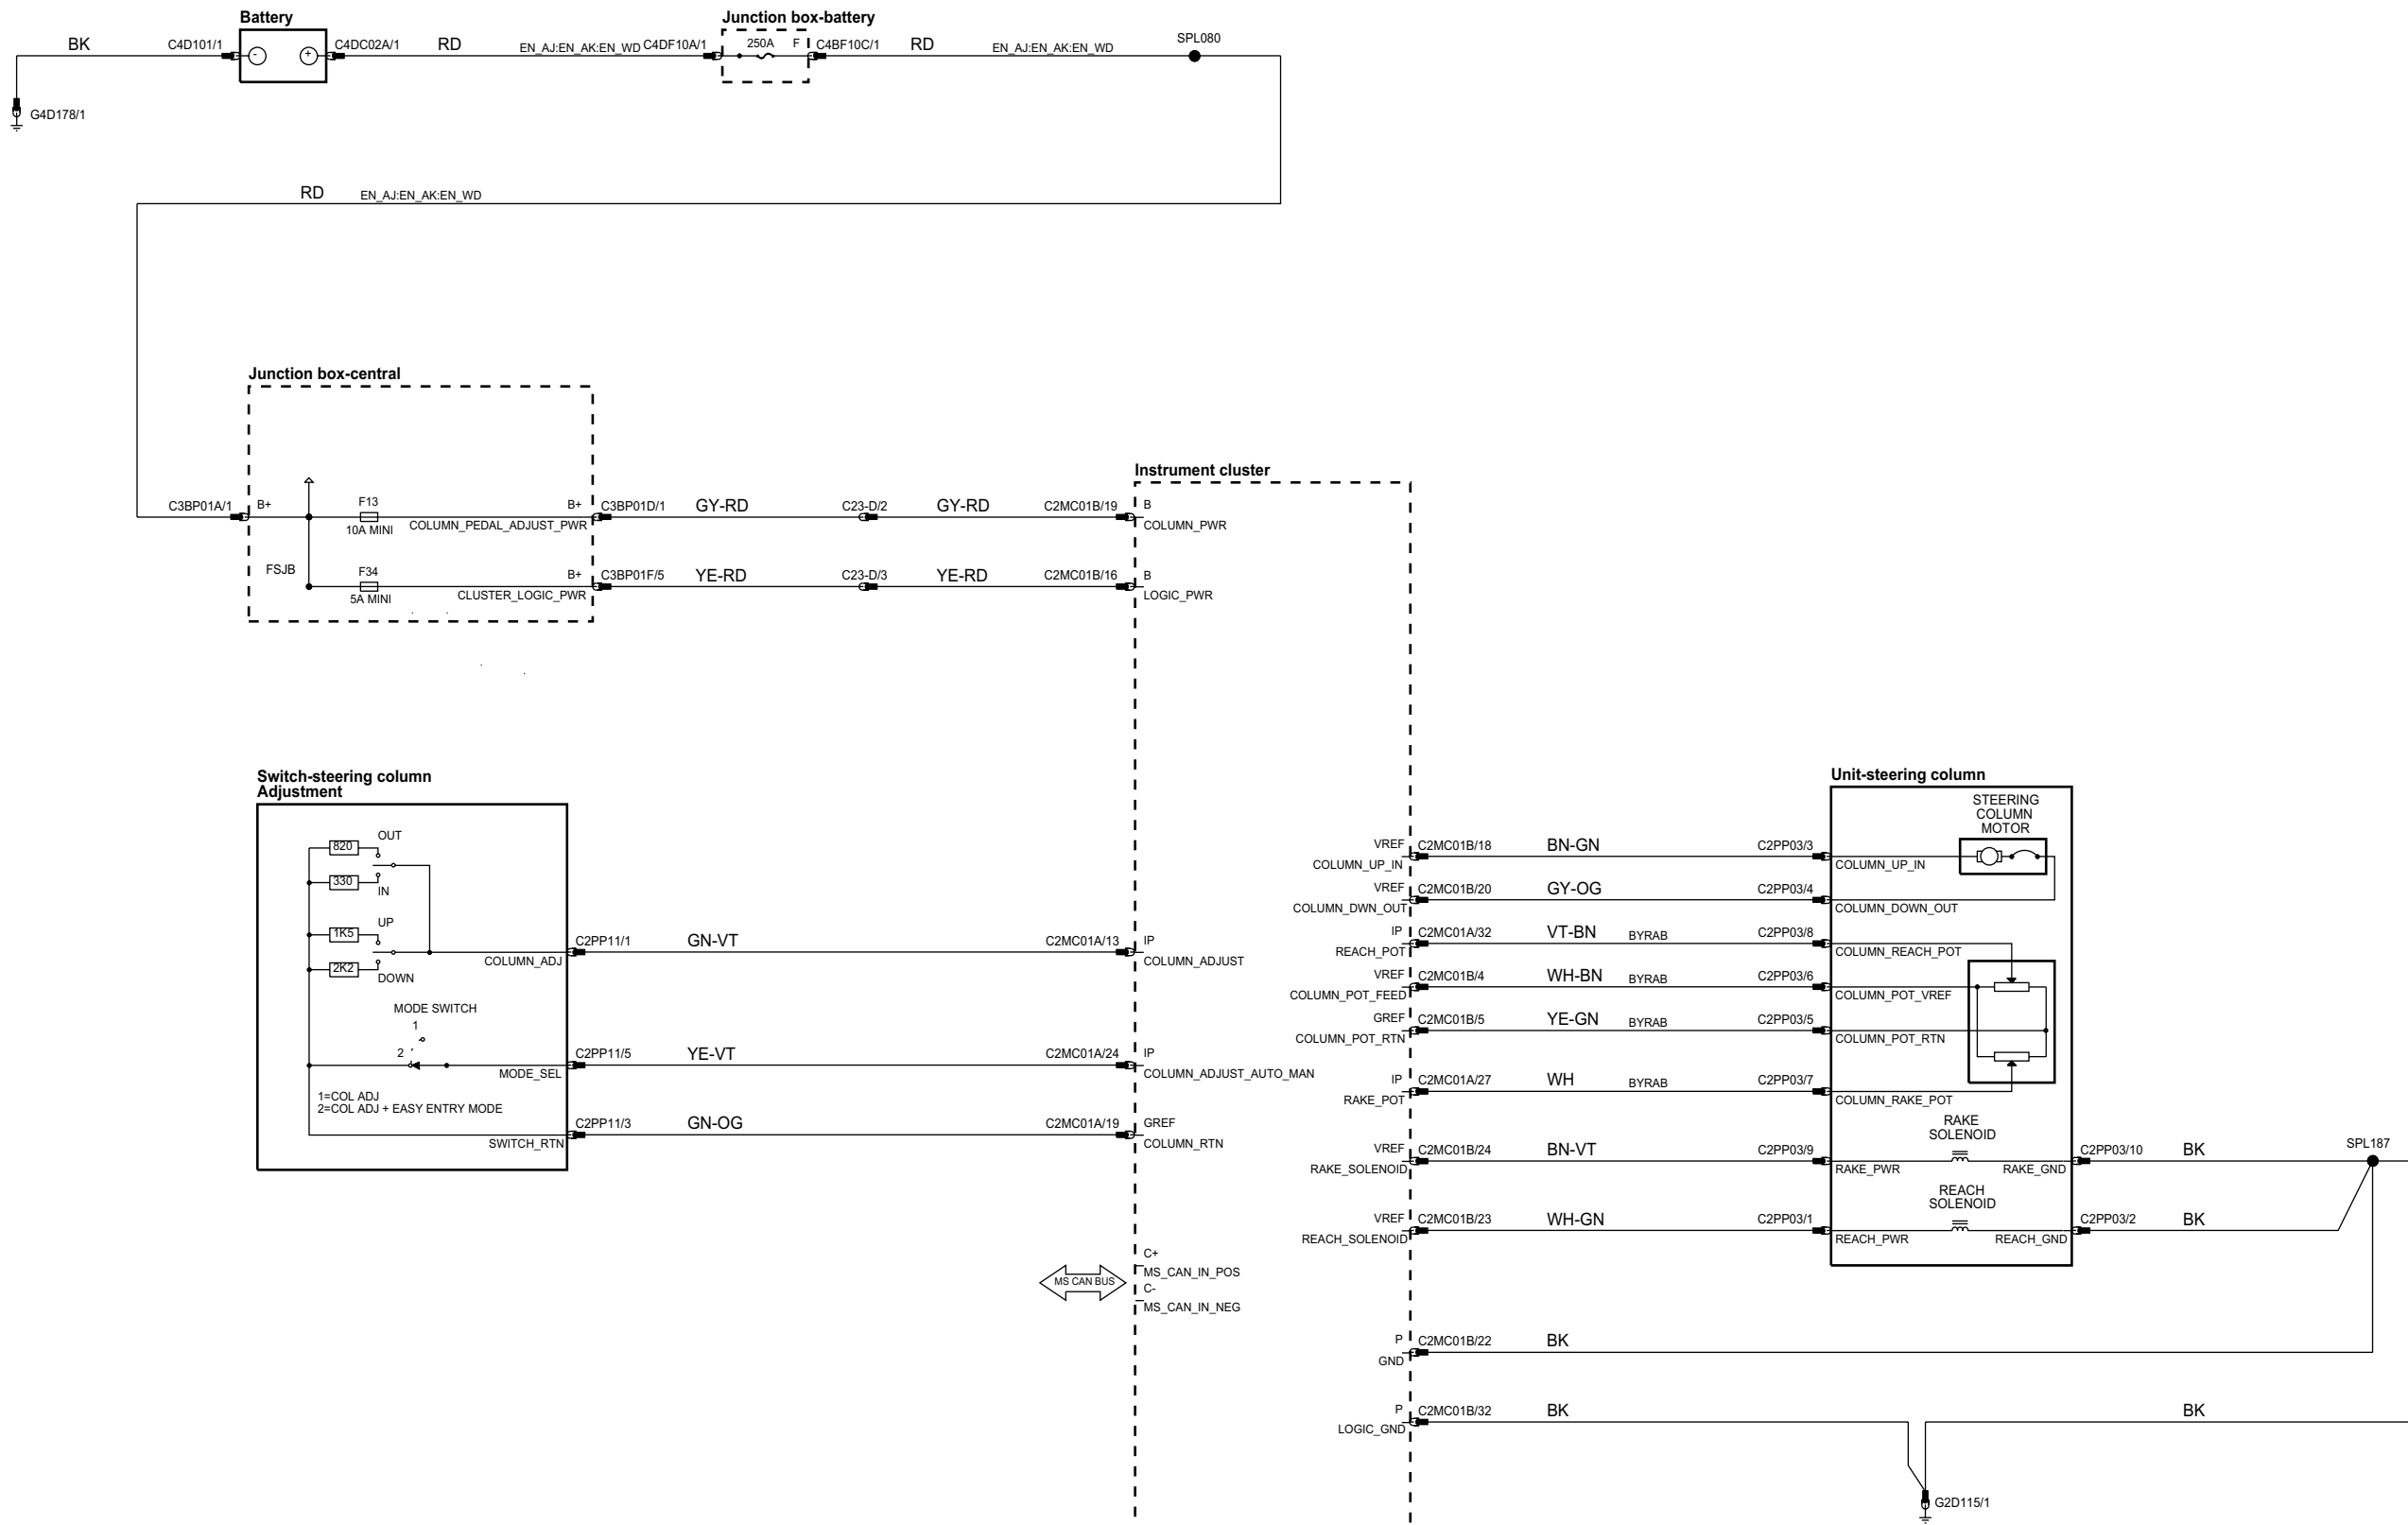 Battery
Junction box-battery
BK
C4D101/1
-
+
C4DC02A/1
RD
EN_AJ:EN_AK:EN_WD
C4DF10A/1
250A
F
C4BF10C/1
RD
EN_AJ:EN_AK:EN_WD
SPL080
G4D178/1
RD
EN_AJ:EN_AK:EN_WD
Junction box-central
C3BP01A/1
B+
F13
10A MINI
B+
COLUMN_PEDAL_ADJUST_PWR
C3BP01D/1
GY-RD
C23-D/2
GY-RD
C2MC01B/19
FSJB
F34
5A MINI
B+
CLUSTER_LOGIC_PWR
C3BP01F/5
YE-RD
C23-D/3
YE-RD
C2MC01B/16
Instrument cluster
B
COLUMN_PWR
B
LOGIC_PWR
Switch-steering column
Adjustment
820
OUT
330
IN
1K5
UP
2K2
DOWN
COLUMN_ADJ
C2PP11/1
GN-VT
C2MC01A/13
IP
COLUMN_ADJUST
MODE SWITCH
1
2
MODE_SEL
C2PP11/5
YE-VT
C2MC01A/24
IP
COLUMN_ADJUST_AUTO_MAN
1=COL ADJ
2=COL ADJ + EASY ENTRY MODE
SWITCH_RTN
C2PP11/3
GN-OG
C2MC01A/19
GREF
COLUMN_RTN
MS CAN BUS
C+
MS_CAN_IN_POS
C-
MS_CAN_IN_NEG
VREF
COLUMN_UP_IN
C2MC01B/18
BN-GN
C2PP03/3
VREF
COLUMN_DWN_OUT
C2MC01B/20
GY-OG
C2PP03/4
IP
REACH_POT
C2MC01A/32
VT-BN
BYRAB
C2PP03/8
VREF
COLUMN_POT_FEED
C2MC01B/4
WH-BN
BYRAB
C2PP03/6
GREF
COLUMN_POT_RTN
C2MC01B/5
YE-GN
BYRAB
C2PP03/5
IP
RAKE_POT
C2MC01A/27
WH
BYRAB
C2PP03/7
VREF
RAKE_SOLENOID
C2MC01B/24
BN-VT
C2PP03/9
VREF
REACH_SOLENOID
C2MC01B/23
WH-GN
C2PP03/1
P
GND
C2MC01B/22
BK
P
LOGIC_GND
C2MC01B/32
BK
Unit-steering column
STEERING
COLUMN
MOTOR
COLUMN_UP_IN
COLUMN_DOWN_OUT
COLUMN_REACH_POT
COLUMN_POT_VREF
COLUMN_POT_RTN
COLUMN_RAKE_POT
RAKE
SOLENOID
RAKE_PWR
RAKE_GND
C2PP03/10
BK
SPL187
REACH
SOLENOID
REACH_PWR
REACH_GND
C2PP03/2
BK
BK
G2D115/1